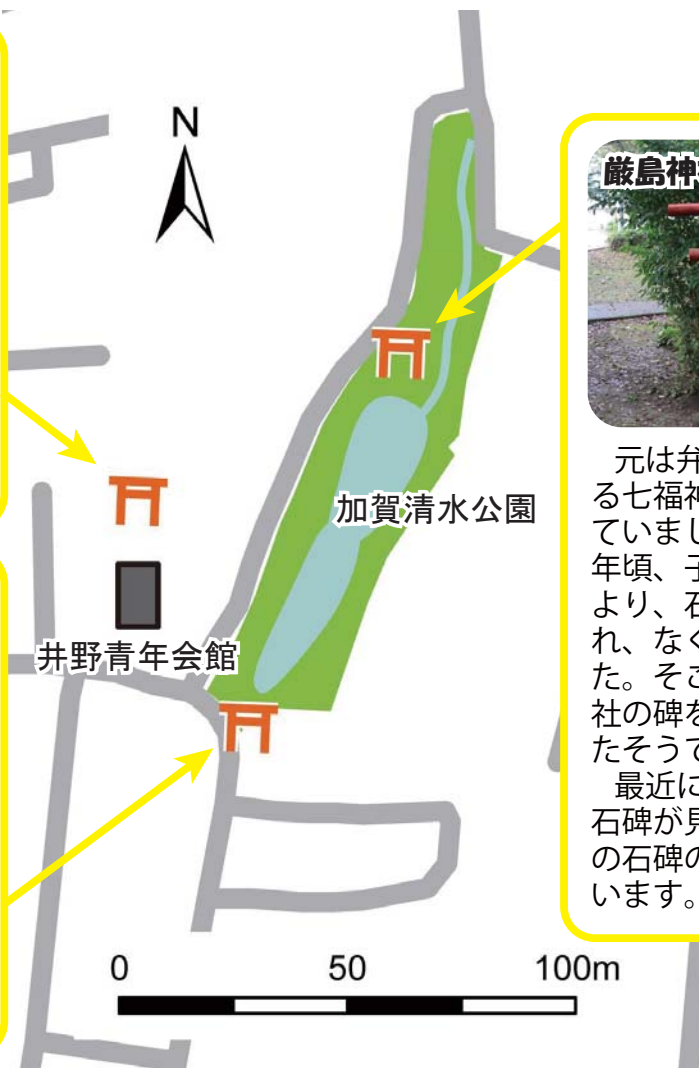 N
加賀清水公園
井野青年会館
0 50 100m
厳島神
元は弁
る七福神
ていまし
年頃、子
より、石
れ、なく
た。そこ
社の碑を
たそうで
最近に
石碑が見
の石碑の
います。